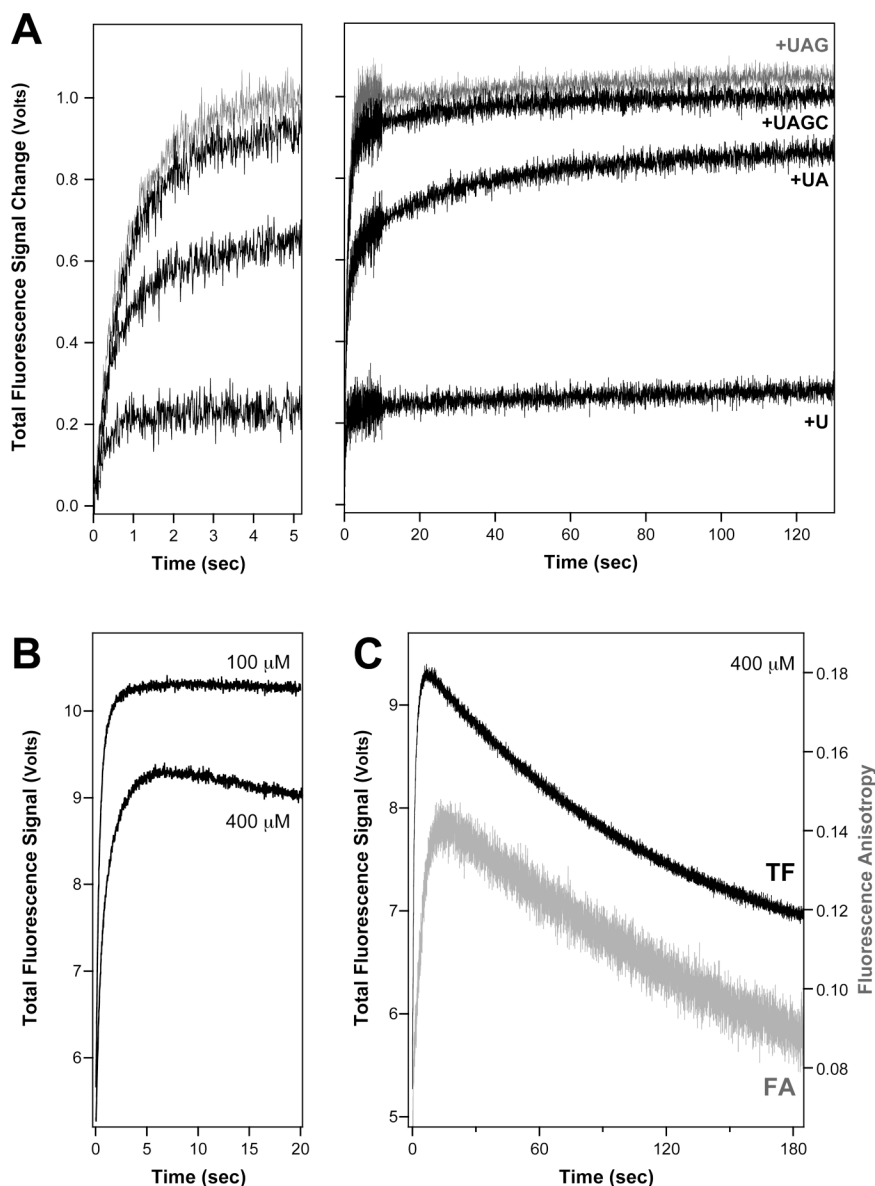 A
Total Fluorescence Signal Change (Volts)
1.0
0.8
0.6
0.4
0.2
0.0
0 1 2 3 4 5
Time (sec)
+UAG
+UAGC
+UA
+U
0 20 40 60 80 100 120
Time (sec)
B
Total Fluorescence Signal (Volts)
10
9
8
7
6
100 μM
400 μM
0 5 10 15 20
Time (sec)
C
Total Fluorescence Signal (Volts)
9
8
7
6
5
400 μM
TF
FA
0.18
0.16
0.14
0.12
0.10
0.08
Fluorescence Anisotropy
0 60 120 180
Time (sec)